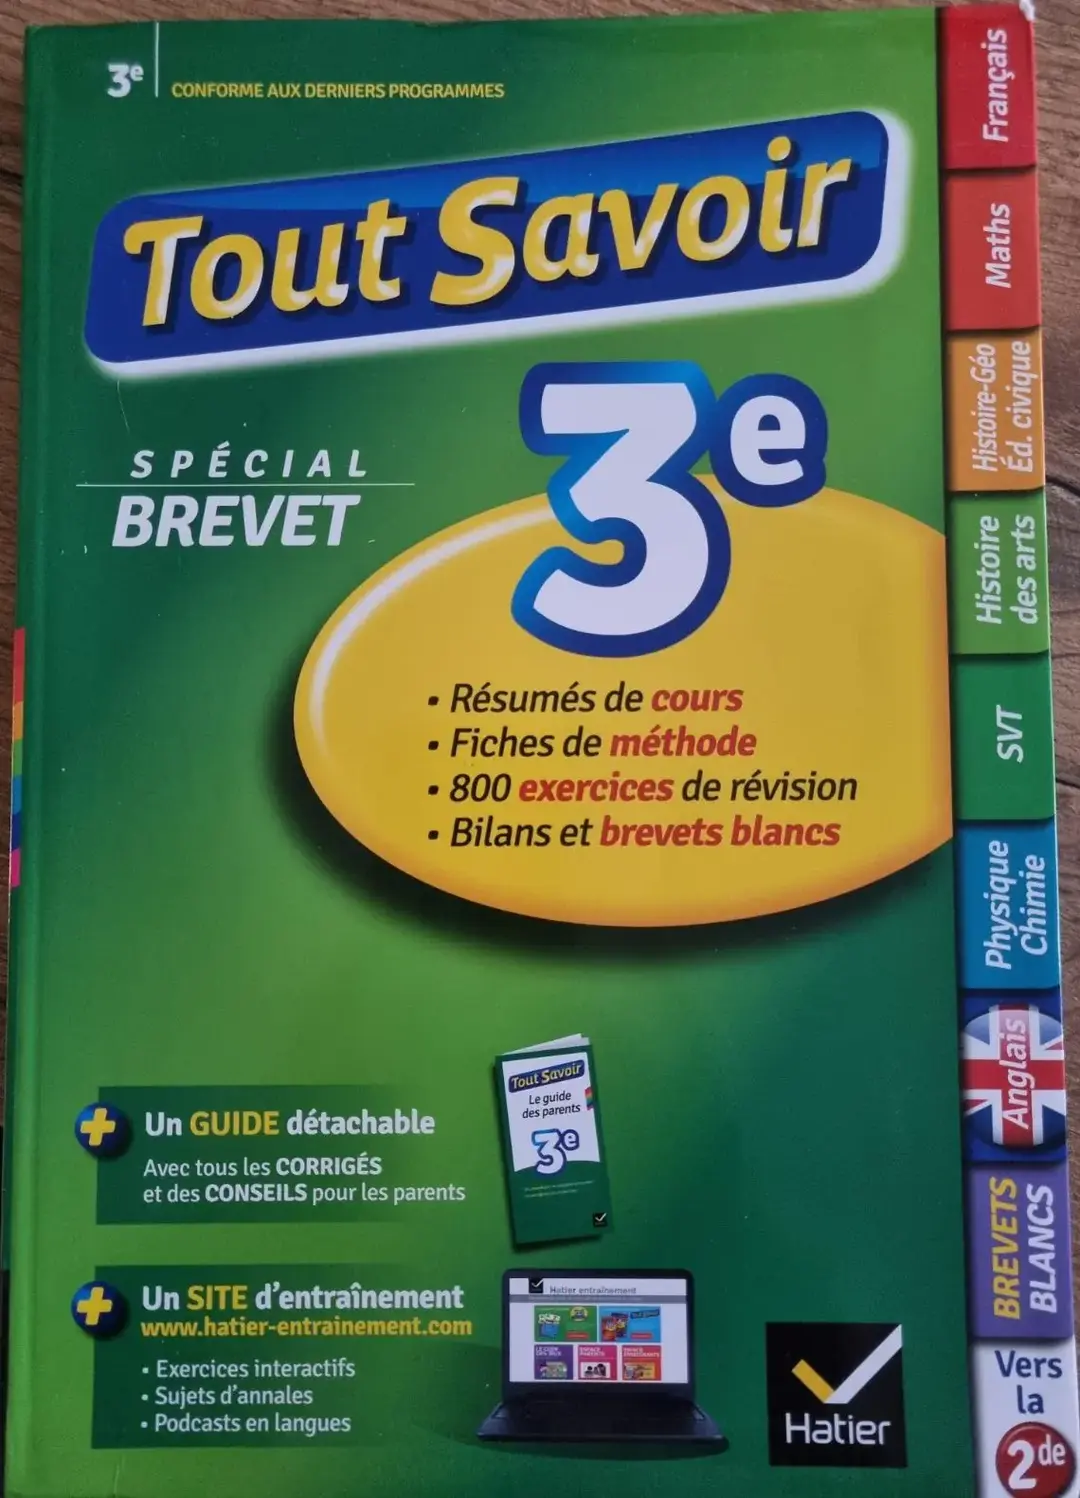 3e
CONFORME AUX DERNIERS PROGRAMMES
Tout Savoir
3e
SPÉCIAL
BREVET
• Résumés de cours
• Fiches de méthode
• 800 exercices de révision
• Bilans et brevets blancs
+ Un GUIDE détachable
Avec tous les CORRIGÉS
et des CONSEILS pour les parents
Tout Savoir
Le guide
des parents
3e
+ Un SITE d'entraînement
www.hatier-entrainement.com
• Exercices interactifs
• Sujets d'annales
• Podcasts en langues
Hatier entraînement
Hatier
Français
Maths
Histoire-Géo
Éd. civique
Histoire
des arts
SVT
Physique
Chimie
Anglais
BREVETS
BLANCS
Vers
la
2de